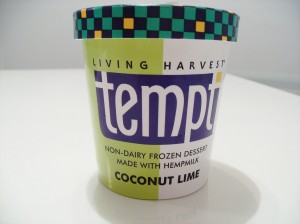 LIVING HARVEST®
tempt
NON-DAIRY FROZEN DESSERT
MADE WITH HEMPMILK
COCONUT LIME